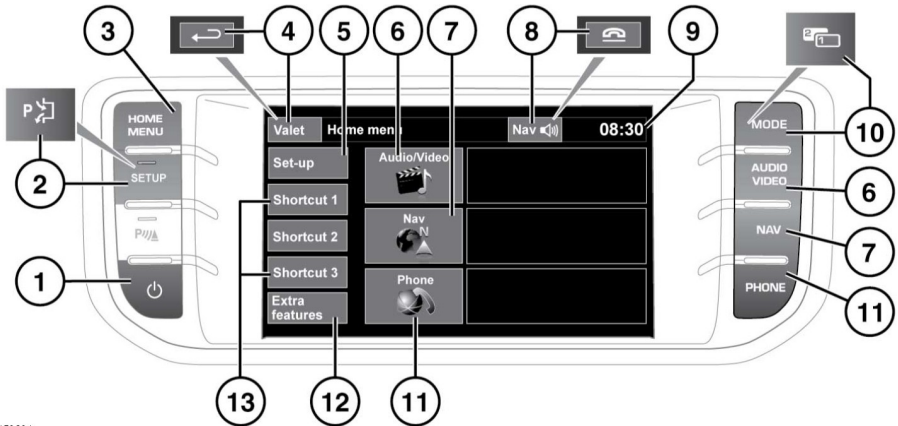 3
4
5
6
7
8
9
2
1
10
P
2
HOME
MENU
SETUP
P
1
Valet
Home menu
Nav
08:30
Set-up
Shortcut 1
Shortcut 2
Shortcut 3
Extra
features
Audio/Video
Nav
N
Phone
MODE
AUDIO
VIDEO
NAV
PHONE
6
7
11
13
12
11